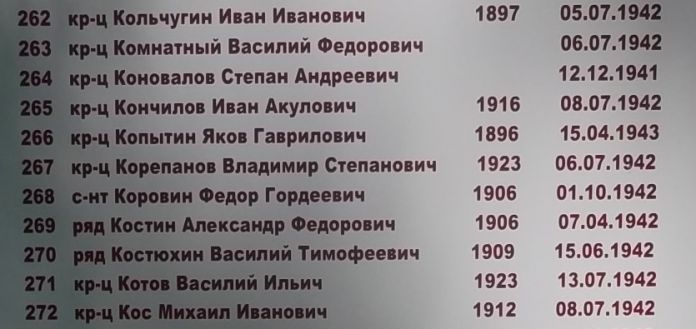 262 кр-ц Кольчугин Иван Иванович 1897 05.07.1942
263 кр-ц Комнатный Василий Федорович 06.07.1942
264 кр-ц Коновалов Степан Андреевич 12.12.1941
265 кр-ц Кончилов Иван Акулович 1916 08.07.1942
266 кр-ц Копытин Яков Гаврилович 1896 15.04.1943
267 кр-ц Корепанов Владимир Степанович 1923 06.07.1942
268 с-нт Коровин Федор Гордеевич 1906 01.10.1942
269 ряд Костин Александр Федорович 1906 07.04.1942
270 ряд Костюхин Василий Тимофеевич 1909 15.06.1942
271 кр-ц Котов Василий Ильич 1923 13.07.1942
272 кр-ц Кос Михаил Иванович 1912 08.07.1942